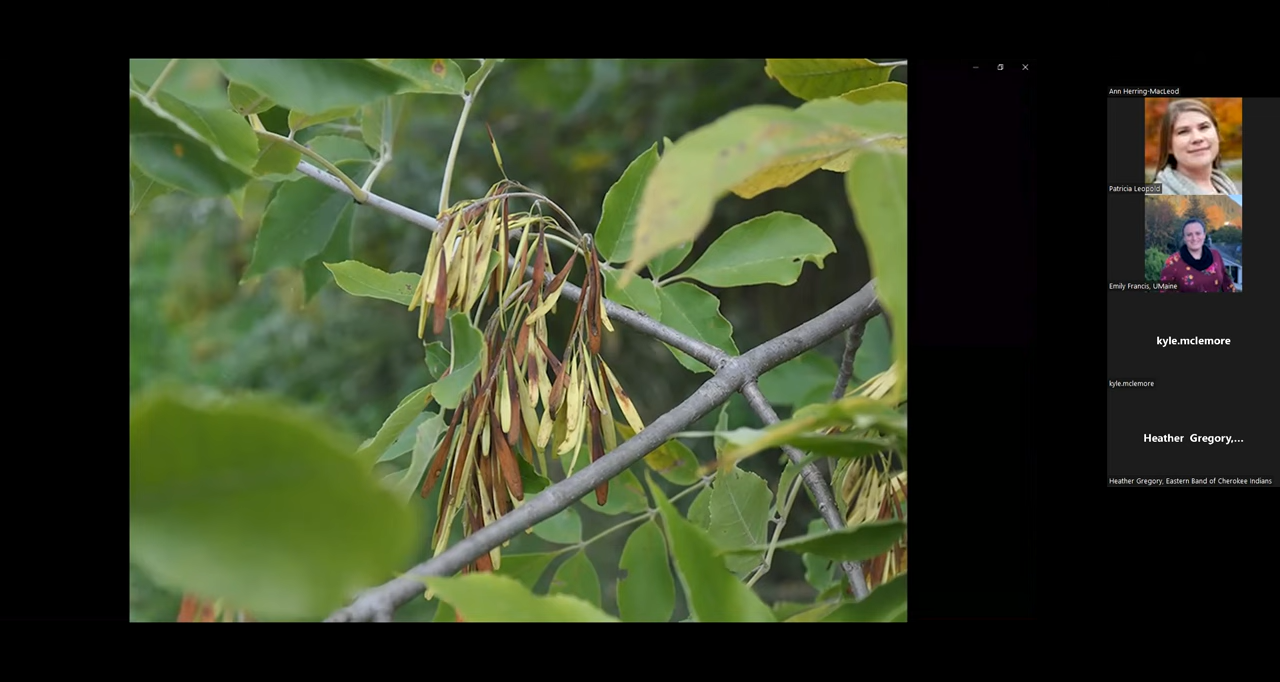 Ann Herring-MacLeod
Patricia Leopold
Emily Francis, UMaine
kyle.mclemore
kyle.mclemore
Heather Gregory,...
Heather Gregory, Eastern Band of Cherokee Indians